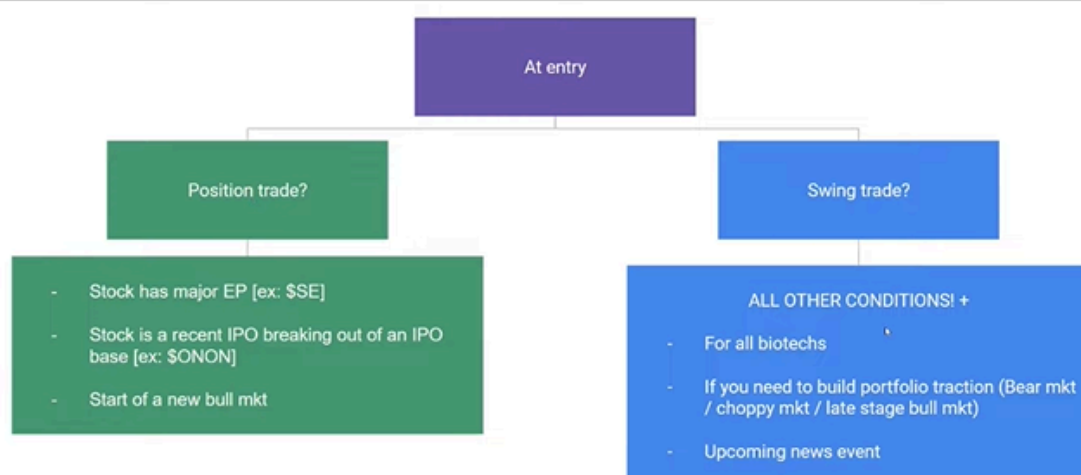 At entry
Position trade?
Swing trade?
- Stock has major EP [ex: $SE]
- Stock is a recent IPO breaking out of an IPO
base [ex: $ONON]
- Start of a new bull mkt
ALL OTHER CONDITIONS! +
- For all biotechs
- If you need to build portfolio traction (Bear mkt
/ choppy mkt / late stage bull mkt)
- Upcoming news event